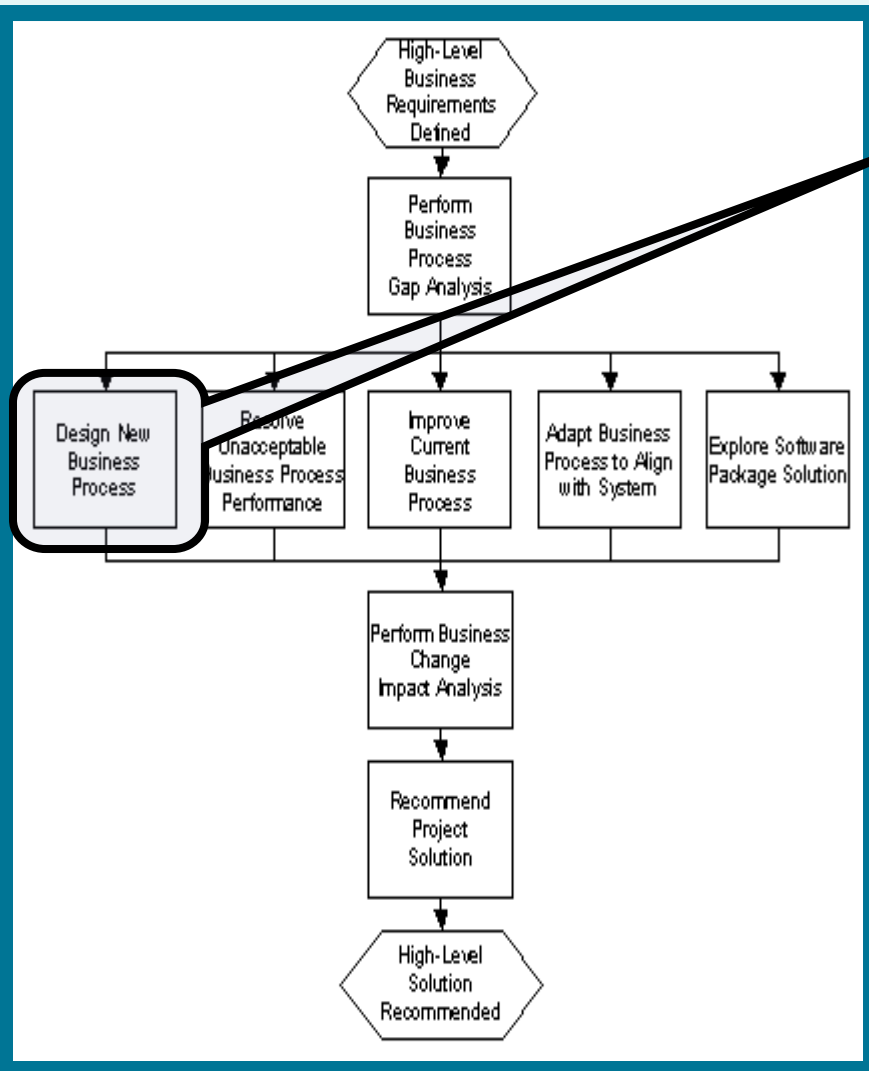 High-Level
Business
Requirements
Defined
Perform
Business
Process
Gap Analysis
Design New
Business
Process
Resolve
Unacceptable
Business Process
Performance
Improve
Current
Business
Process
Adapt Business
Process to Align
with System
Explore Software
Package Solution
Perform Business
Change
Impact Analysis
Recommend
Project
Solution
High-Level
Solution
Recommended